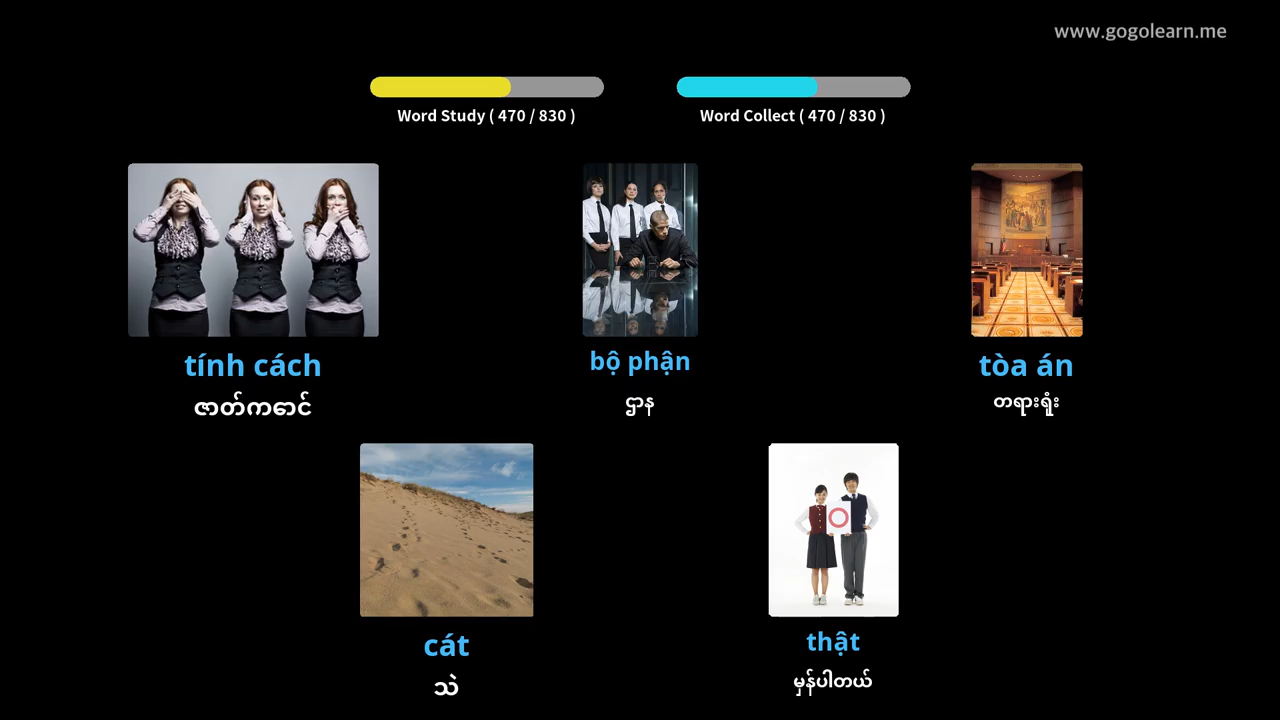 www.gogolearn.me
Word Study ( 470 / 830 )
Word Collect ( 470 / 830 )
tính cách
ဇာတ်ကောင်
bộ phận
ဌာန
tòa án
တရားရုံး
cát
သဲ
thật
မှန်ပါတယ်